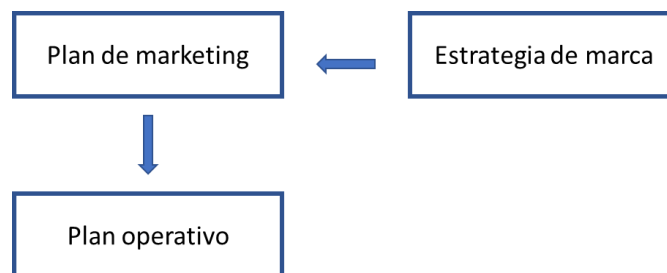 Plan de marketing
Estrategia de marca
Plan operativo